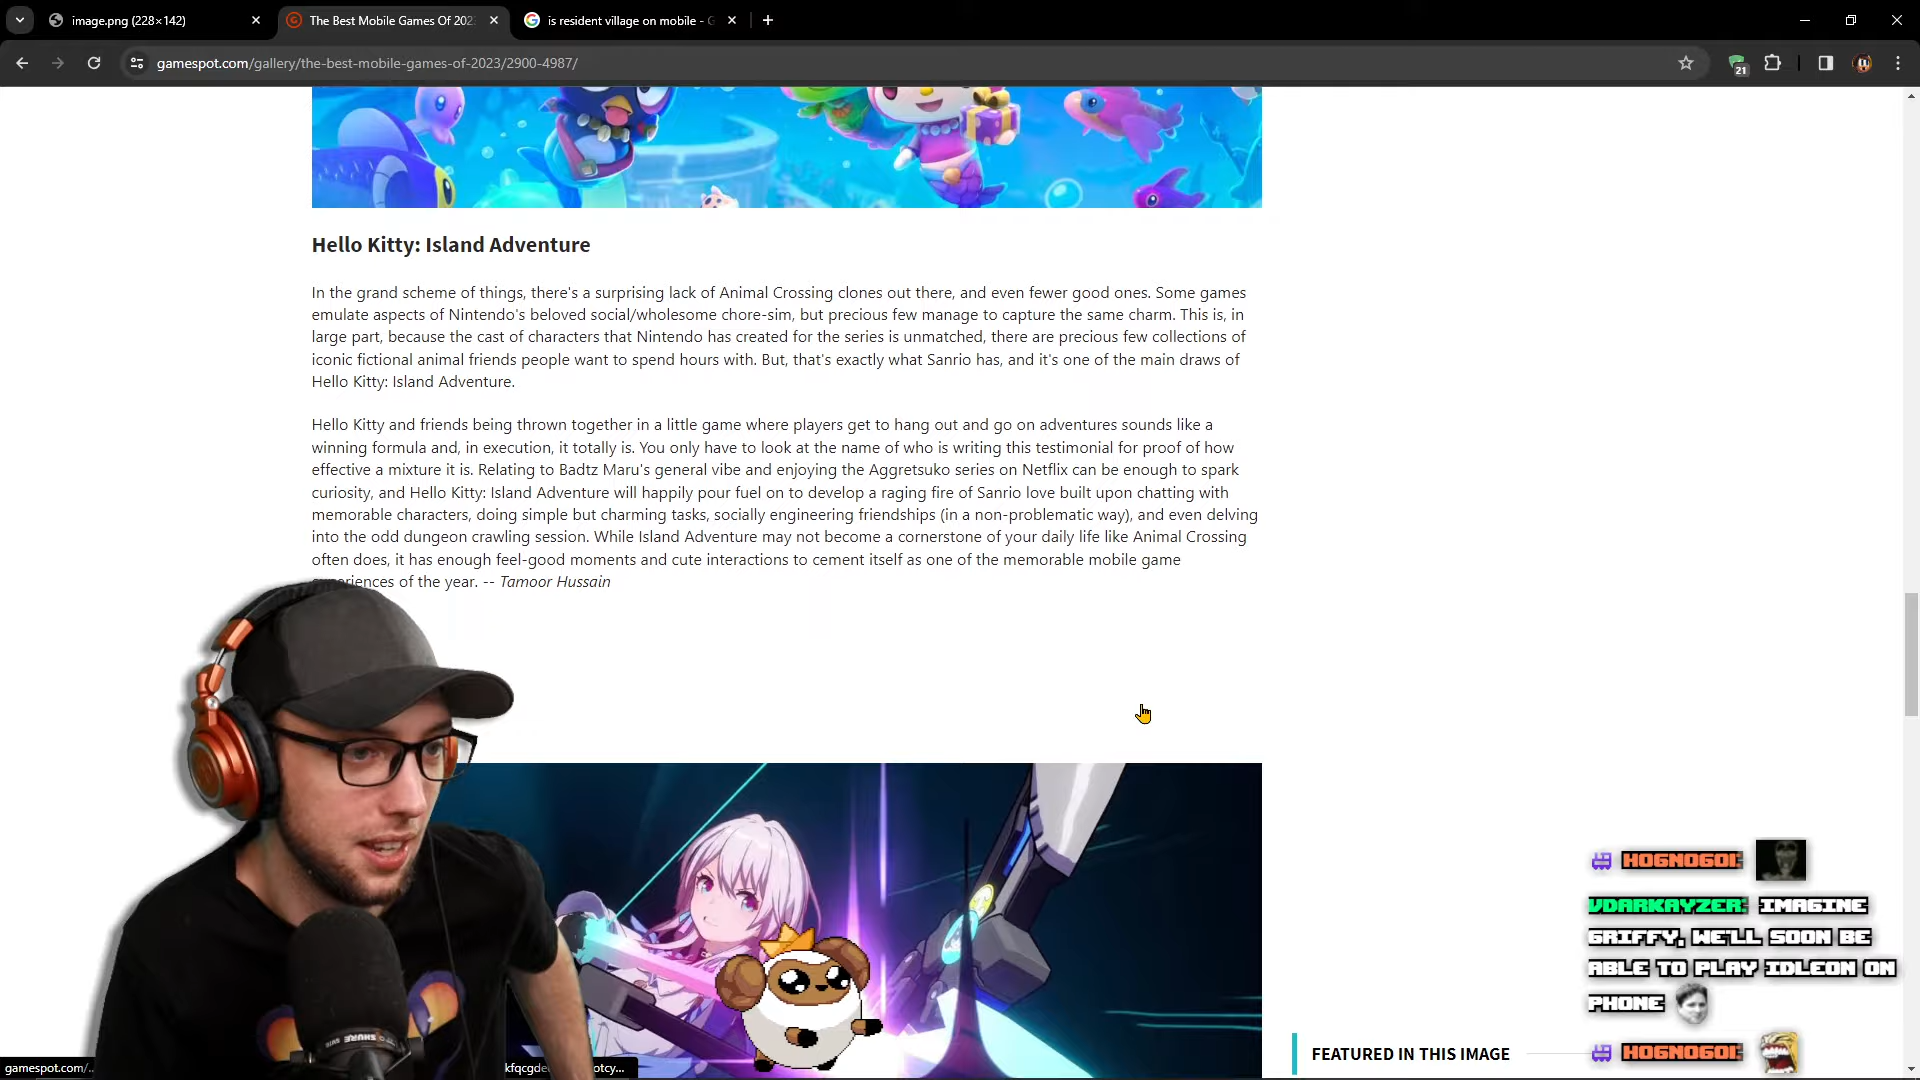 image.png (228×142)
The Best Mobile Games Of 202
is resident village on mobile - G
gamespot.com/gallery/the-best-mobile-games-of-2023/2900-4987/
21
Hello Kitty: Island Adventure
In the grand scheme of things, there's a surprising lack of Animal Crossing clones out there, and even fewer good ones. Some games
emulate aspects of Nintendo's beloved social/wholesome chore-sim, but precious few manage to capture the same charm. This is, in
large part, because the cast of characters that Nintendo has created for the series is unmatched, there are precious few collections of
iconic fictional animal friends people want to spend hours with. But, that's exactly what Sanrio has, and it's one of the main draws of
Hello Kitty: Island Adventure.
Hello Kitty and friends being thrown together in a little game where players get to hang out and go on adventures sounds like a
winning formula and, in execution, it totally is. You only have to look at the name of who is writing this testimonial for proof of how
effective a mixture it is. Relating to Badtz Maru's general vibe and enjoying the Aggretsuko series on Netflix can be enough to spark
curiosity, and Hello Kitty: Island Adventure will happily pour fuel on to develop a raging fire of Sanrio love built upon chatting with
memorable characters, doing simple but charming tasks, socially engineering friendships (in a non-problematic way), and even delving
into the odd dungeon crawling session. While Island Adventure may not become a cornerstone of your daily life like Animal Crossing
often does, it has enough feel-good moments and cute interactions to cement itself as one of the memorable mobile game
experiences of the year. -- Tamoor Hussain
HOGNOGOI:
VDARKAYZER: IMAGINE
GRIFFY, WE'LL SOON BE
ABLE TO PLAY IDLEON ON
PHONE
HOGNOGOI:
FEATURED IN THIS IMAGE
SHURE
gamespot.com/..